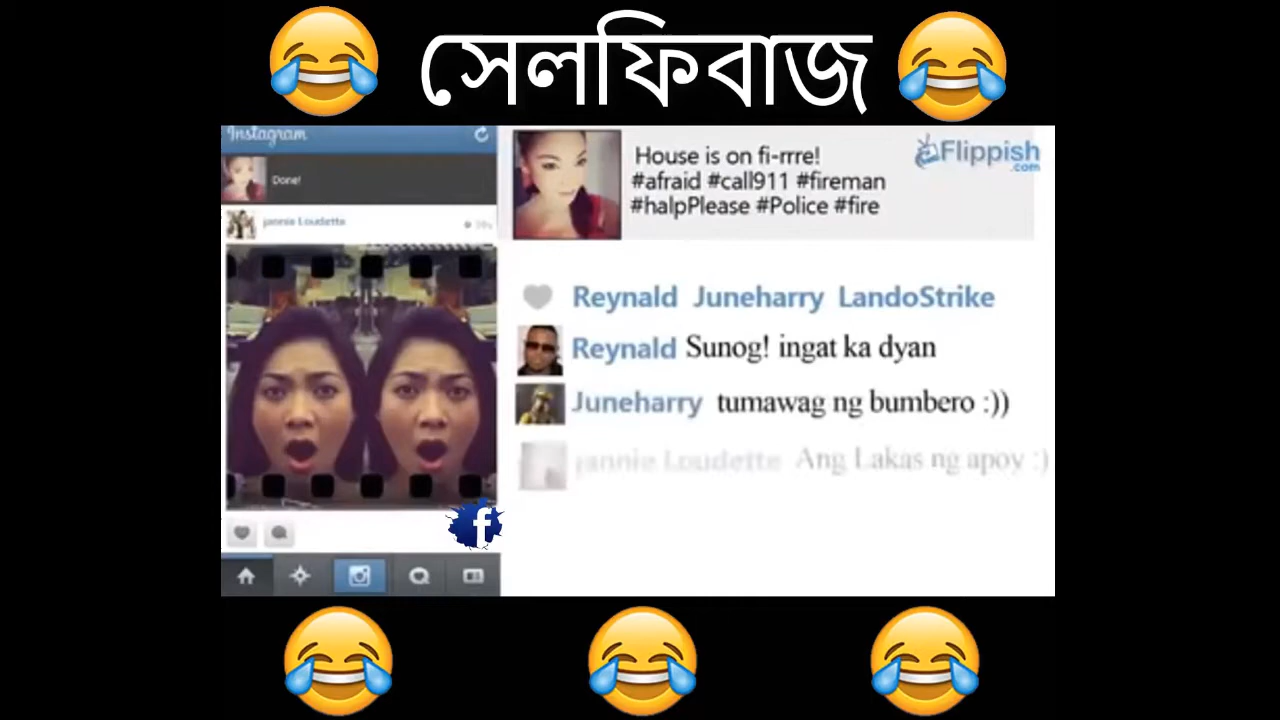 সেলফিবাজ
Instagram
Done!
jannie Loudette
House is on fi-rrre!
#afraid #call911 #fireman
#halpPlease #Police #fire
Flippish
.com
Reynald Juneharry LandoStrike
Reynald Sunog! ingat ka dyan
Juneharry tumawag ng bumbero :))
jannie Loudette Ang Lakas ng apoy :)
f